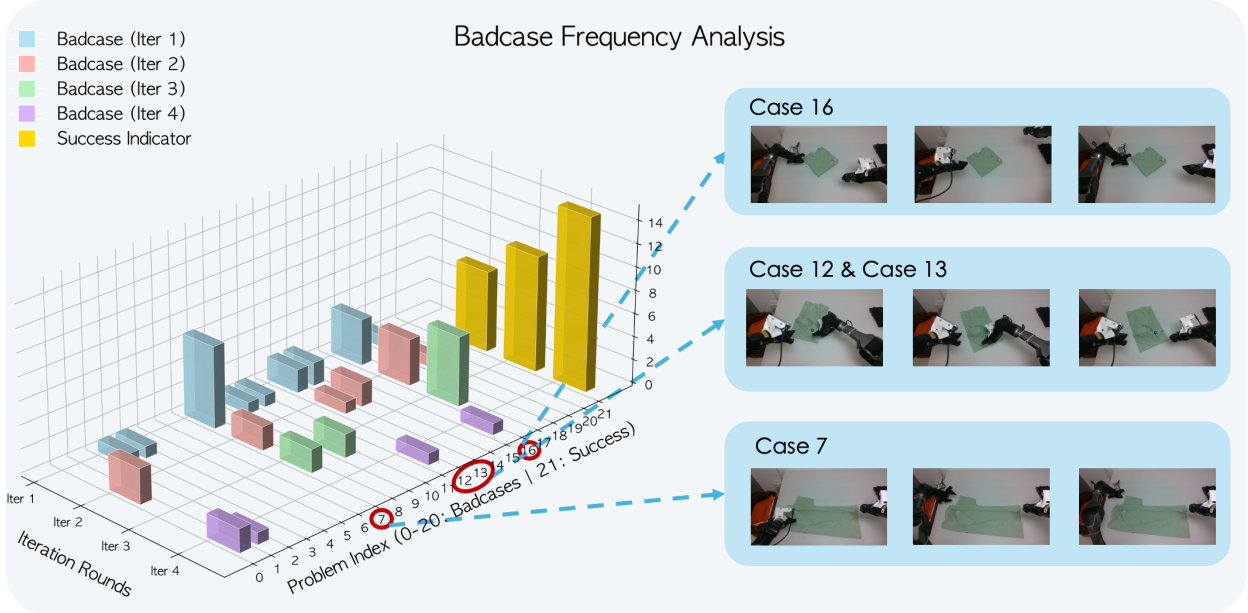 Badcase Frequency Analysis
Badcase (Iter 1)
Badcase (Iter 2)
Badcase (Iter 3)
Badcase (Iter 4)
Success Indicator
Case 16
Case 12 & Case 13
Case 7
14
12
10
8
6
4
2
0
Iter 1
Iter 2
Iter 3
Iter 4
Iteration Rounds
0 1 2 3 4 5 6 7 8 9 10 11 12 13 14 15 16 17 18 19 20 21
Problem Index (0-20: Badcases | 21: Success)